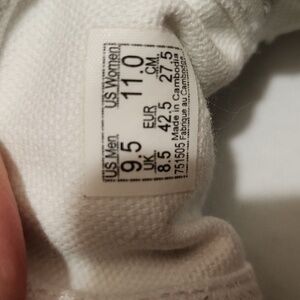 US Men US Women
9.5 11.0
UK EUR CM
8.5 42.5 27.5
751505 Made in Cambodia
Fabrique au Cambodge